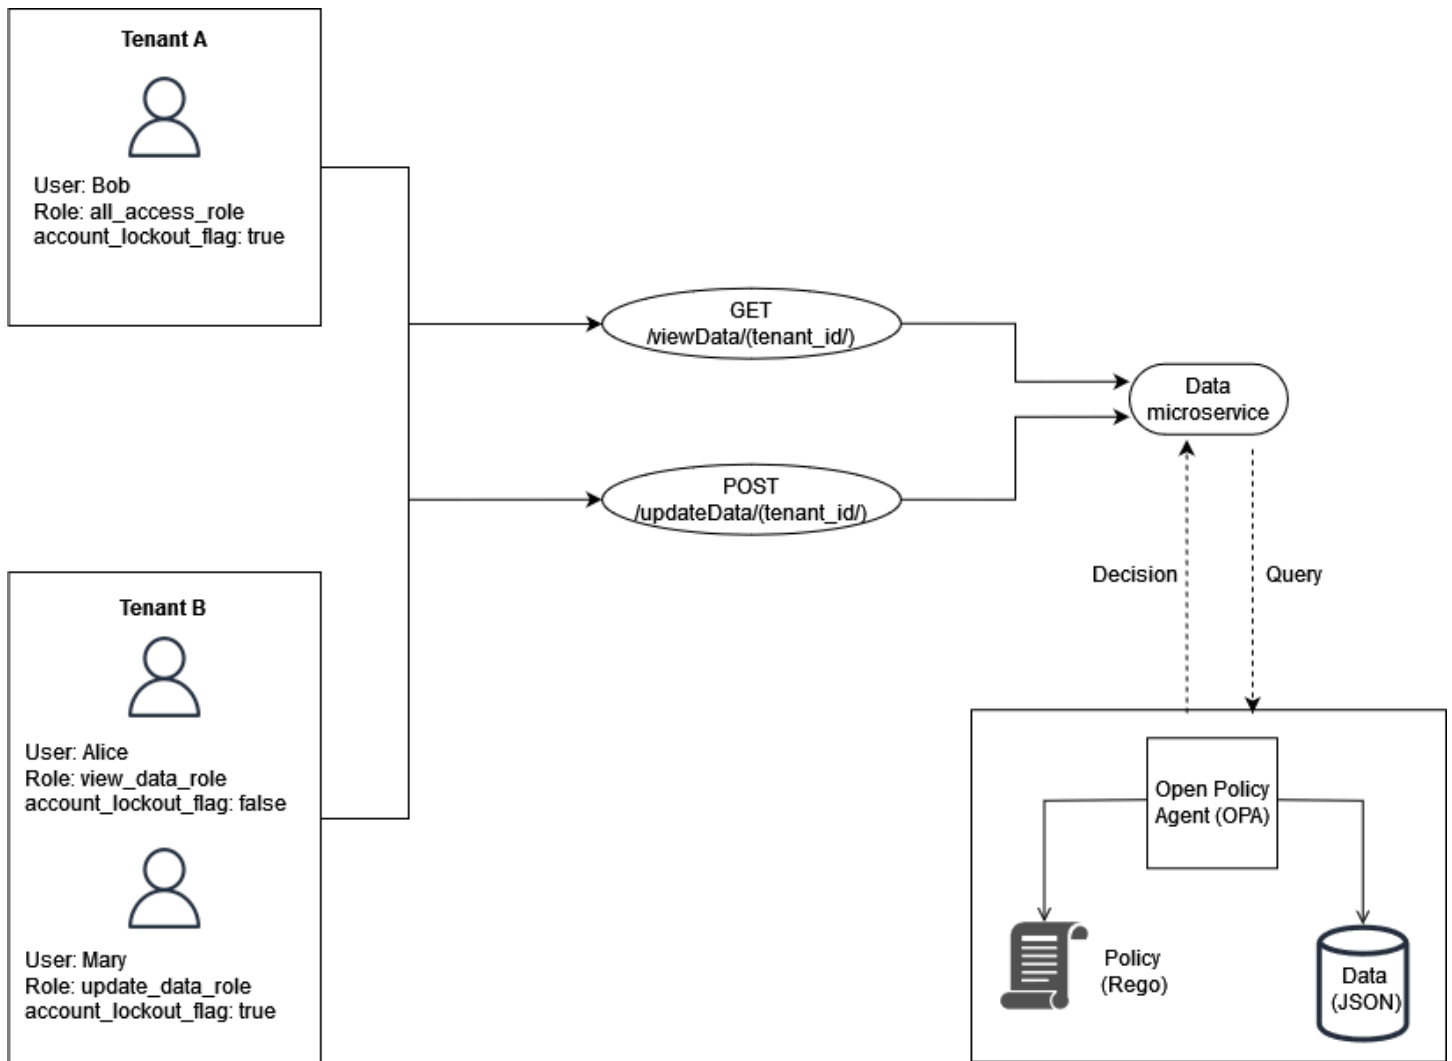 Tenant A
User: Bob
Role: all_access_role
account_lockout_flag: true
GET
/viewData/(tenant_id/)
Data
microservice
POST
/updateData/(tenant_id/)
Decision
Query
Tenant B
User: Alice
Role: view_data_role
account_lockout_flag: false
User: Mary
Role: update_data_role
account_lockout_flag: true
Open Policy
Agent (OPA)
Policy
(Rego)
Data
(JSON)